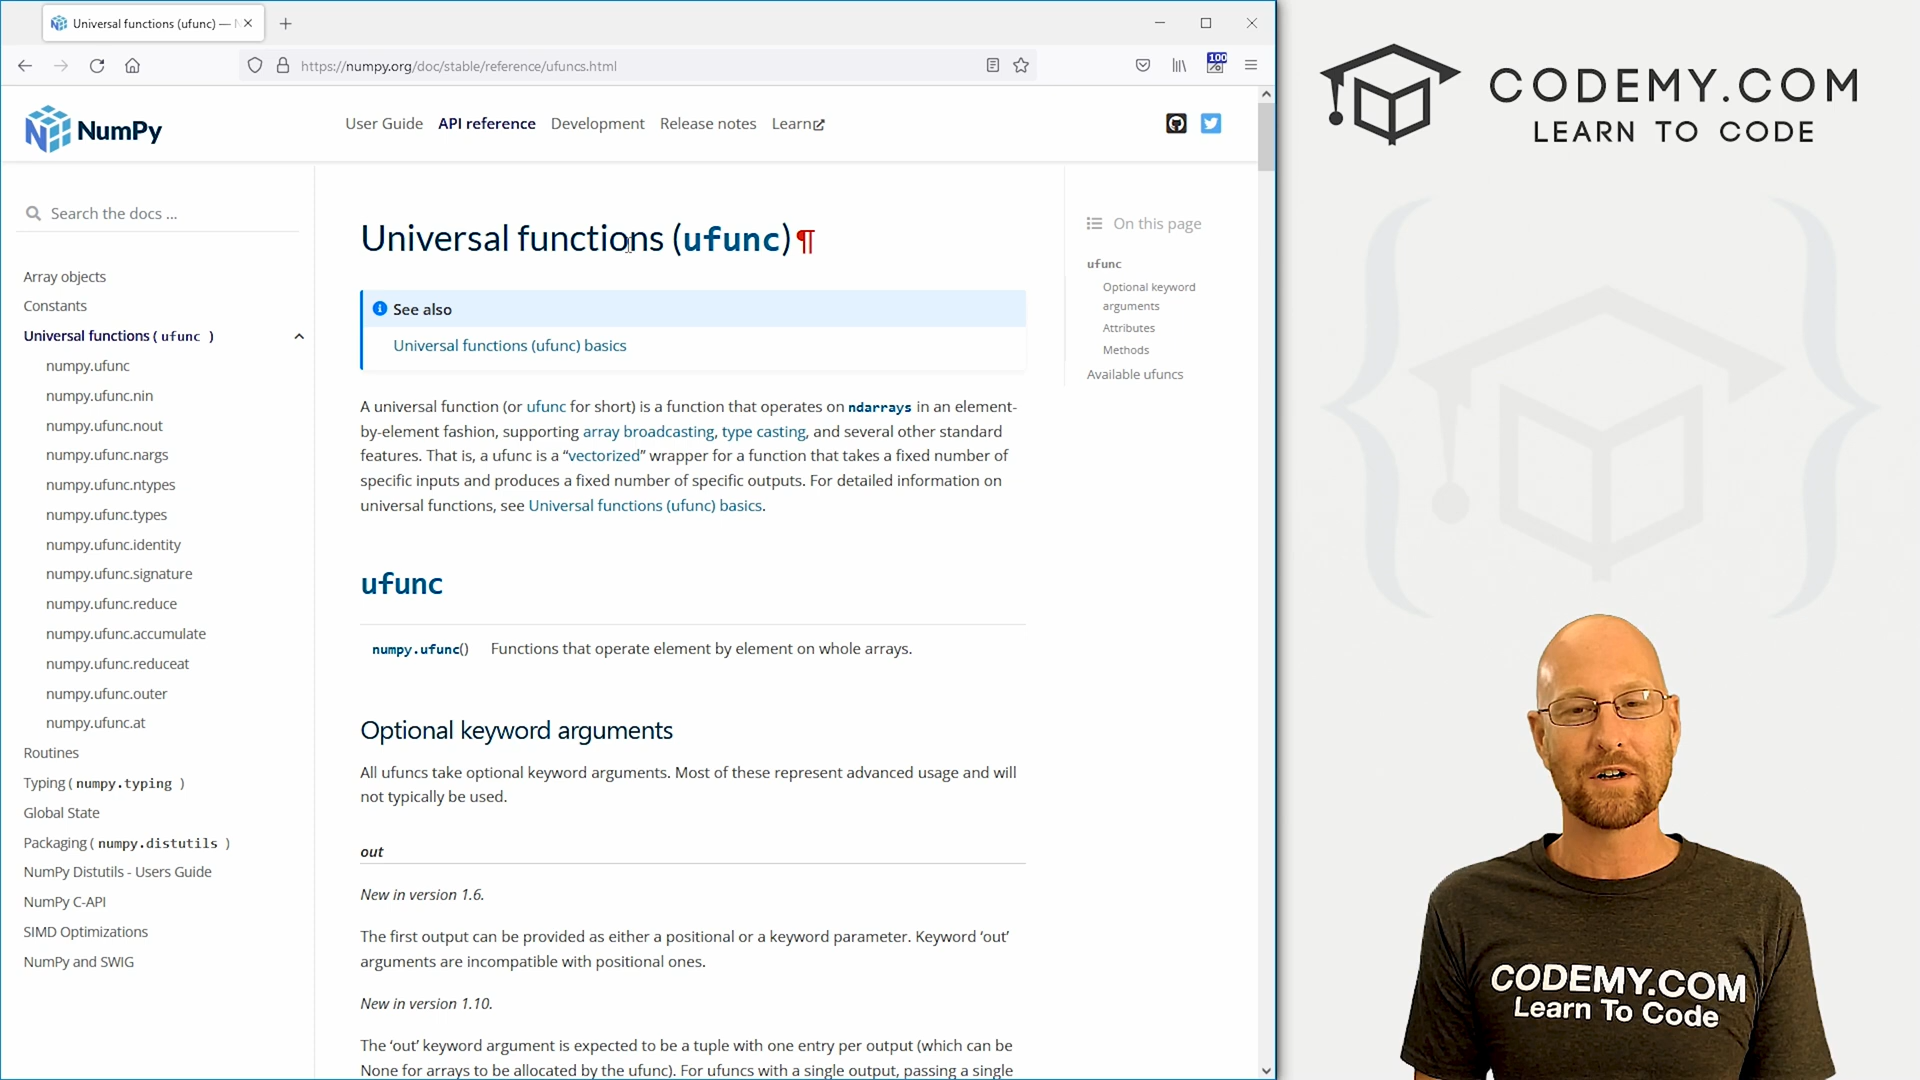 Universal functions (ufunc) —
100
https://numpy.org/doc/stable/reference/ufuncs.html
NumPy
User Guide
API reference
Development
Release notes
Learn
Search the docs ...
Array objects
Constants
Universal functions ( ufunc )
numpy.ufunc
numpy.ufunc.nin
numpy.ufunc.nout
numpy.ufunc.nargs
numpy.ufunc.ntypes
numpy.ufunc.types
numpy.ufunc.identity
numpy.ufunc.signature
numpy.ufunc.reduce
numpy.ufunc.accumulate
numpy.ufunc.reduceat
numpy.ufunc.outer
numpy.ufunc.at
Routines
Typing ( numpy.typing )
Global State
Packaging ( numpy.distutils )
NumPy Distutils - Users Guide
NumPy C-API
SIMD Optimizations
NumPy and SWIG
Universal functions (ufunc)¶
See also
Universal functions (ufunc) basics
A universal function (or ufunc for short) is a function that operates on ndarrays in an element-
by-element fashion, supporting array broadcasting, type casting, and several other standard
features. That is, a ufunc is a “vectorized” wrapper for a function that takes a fixed number of
specific inputs and produces a fixed number of specific outputs. For detailed information on
universal functions, see Universal functions (ufunc) basics.
ufunc
numpy.ufunc() Functions that operate element by element on whole arrays.
Optional keyword arguments
All ufuncs take optional keyword arguments. Most of these represent advanced usage and will
not typically be used.
out
New in version 1.6.
The first output can be provided as either a positional or a keyword parameter. Keyword ‘out’
arguments are incompatible with positional ones.
New in version 1.10.
The ‘out’ keyword argument is expected to be a tuple with one entry per output (which can be
None for arrays to be allocated by the ufunc). For ufuncs with a single output, passing a single
On this page
ufunc
Optional keyword
arguments
Attributes
Methods
Available ufuncs
CODEMY.COM
LEARN TO CODE
CODEMY.COM
Learn To Code